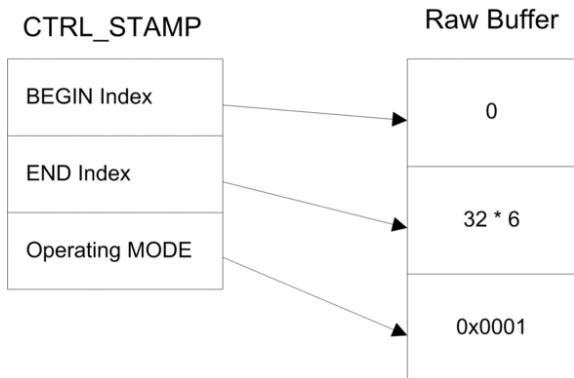 CTRL_STAMP
Raw Buffer
BEGIN Index
0
END Index
32 * 6
Operating MODE
0x0001